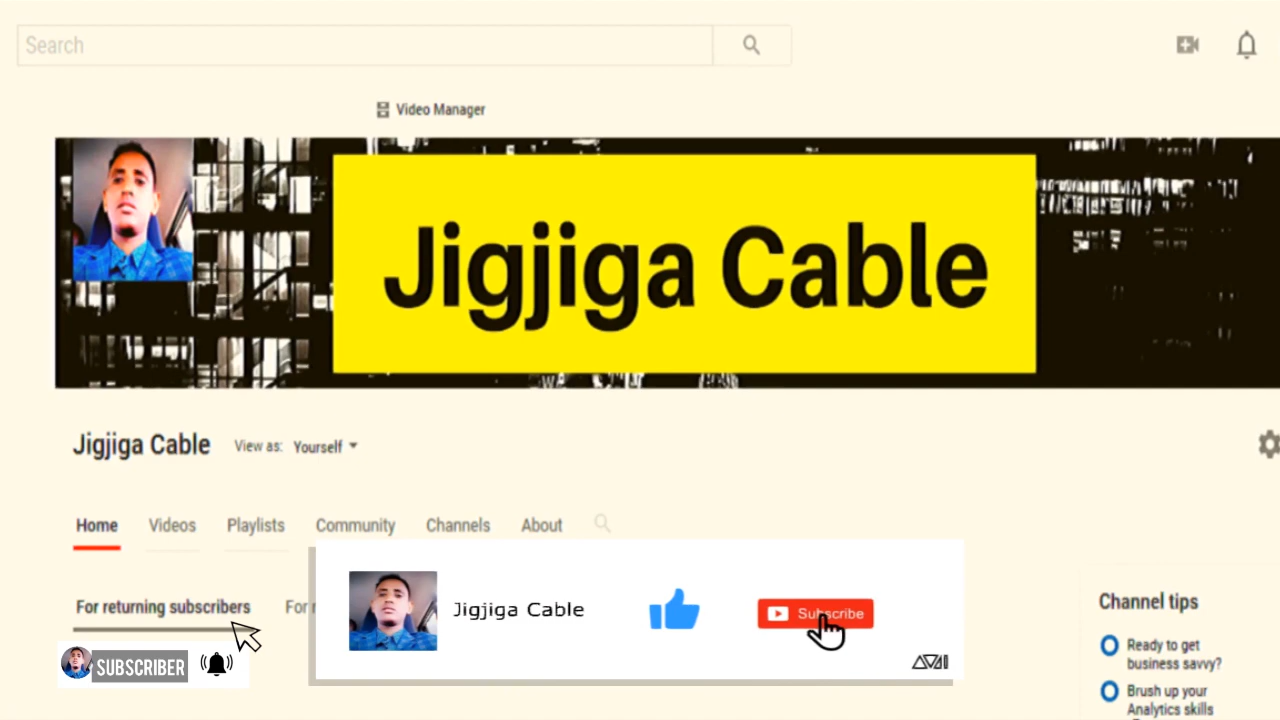 Search
Video Manager
Jigjiga Cable
Jigjiga Cable View as: Yourself
Home Videos Playlists Community Channels About
For returning subscribers For
Jigjiga Cable
Subscribe
SUBSCRIBER
Channel tips
Ready to get
business savvy?
Brush up your
Analytics skills